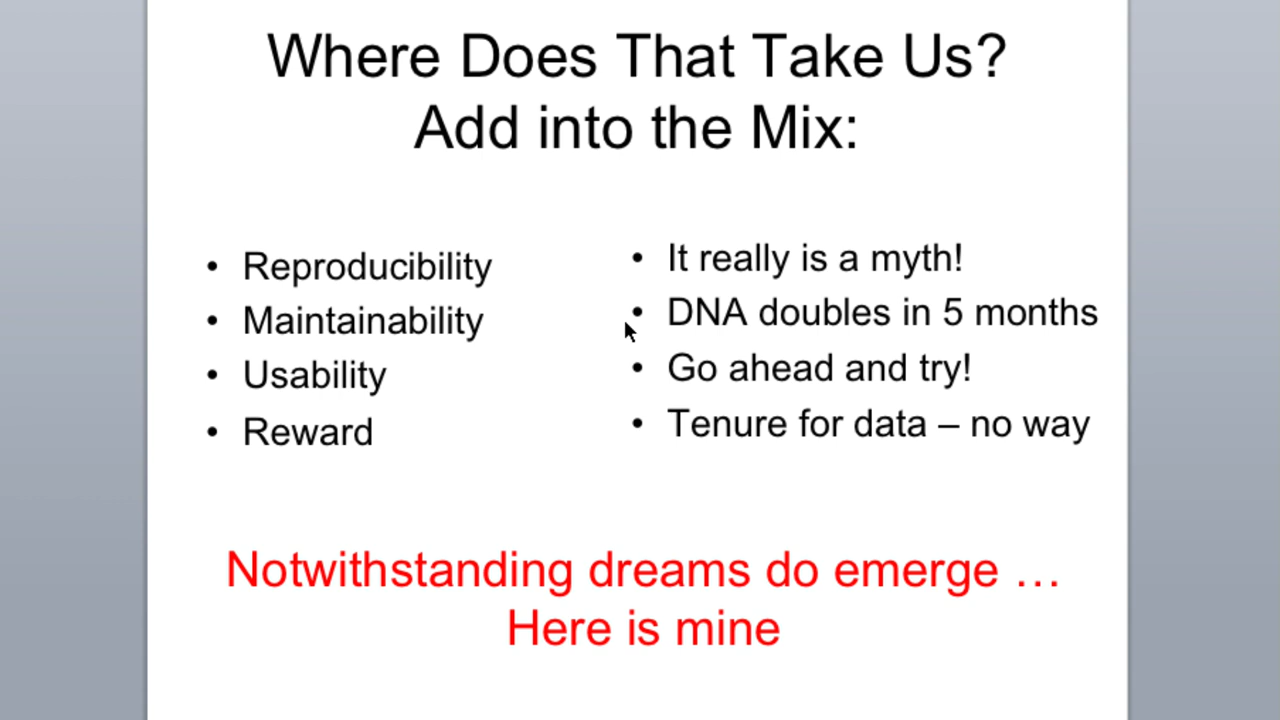 Where Does That Take Us?
Add into the Mix:
• Reproducibility
• Maintainability
• Usability
• Reward
• It really is a myth!
• DNA doubles in 5 months
• Go ahead and try!
• Tenure for data – no way
Notwithstanding dreams do emerge …
Here is mine